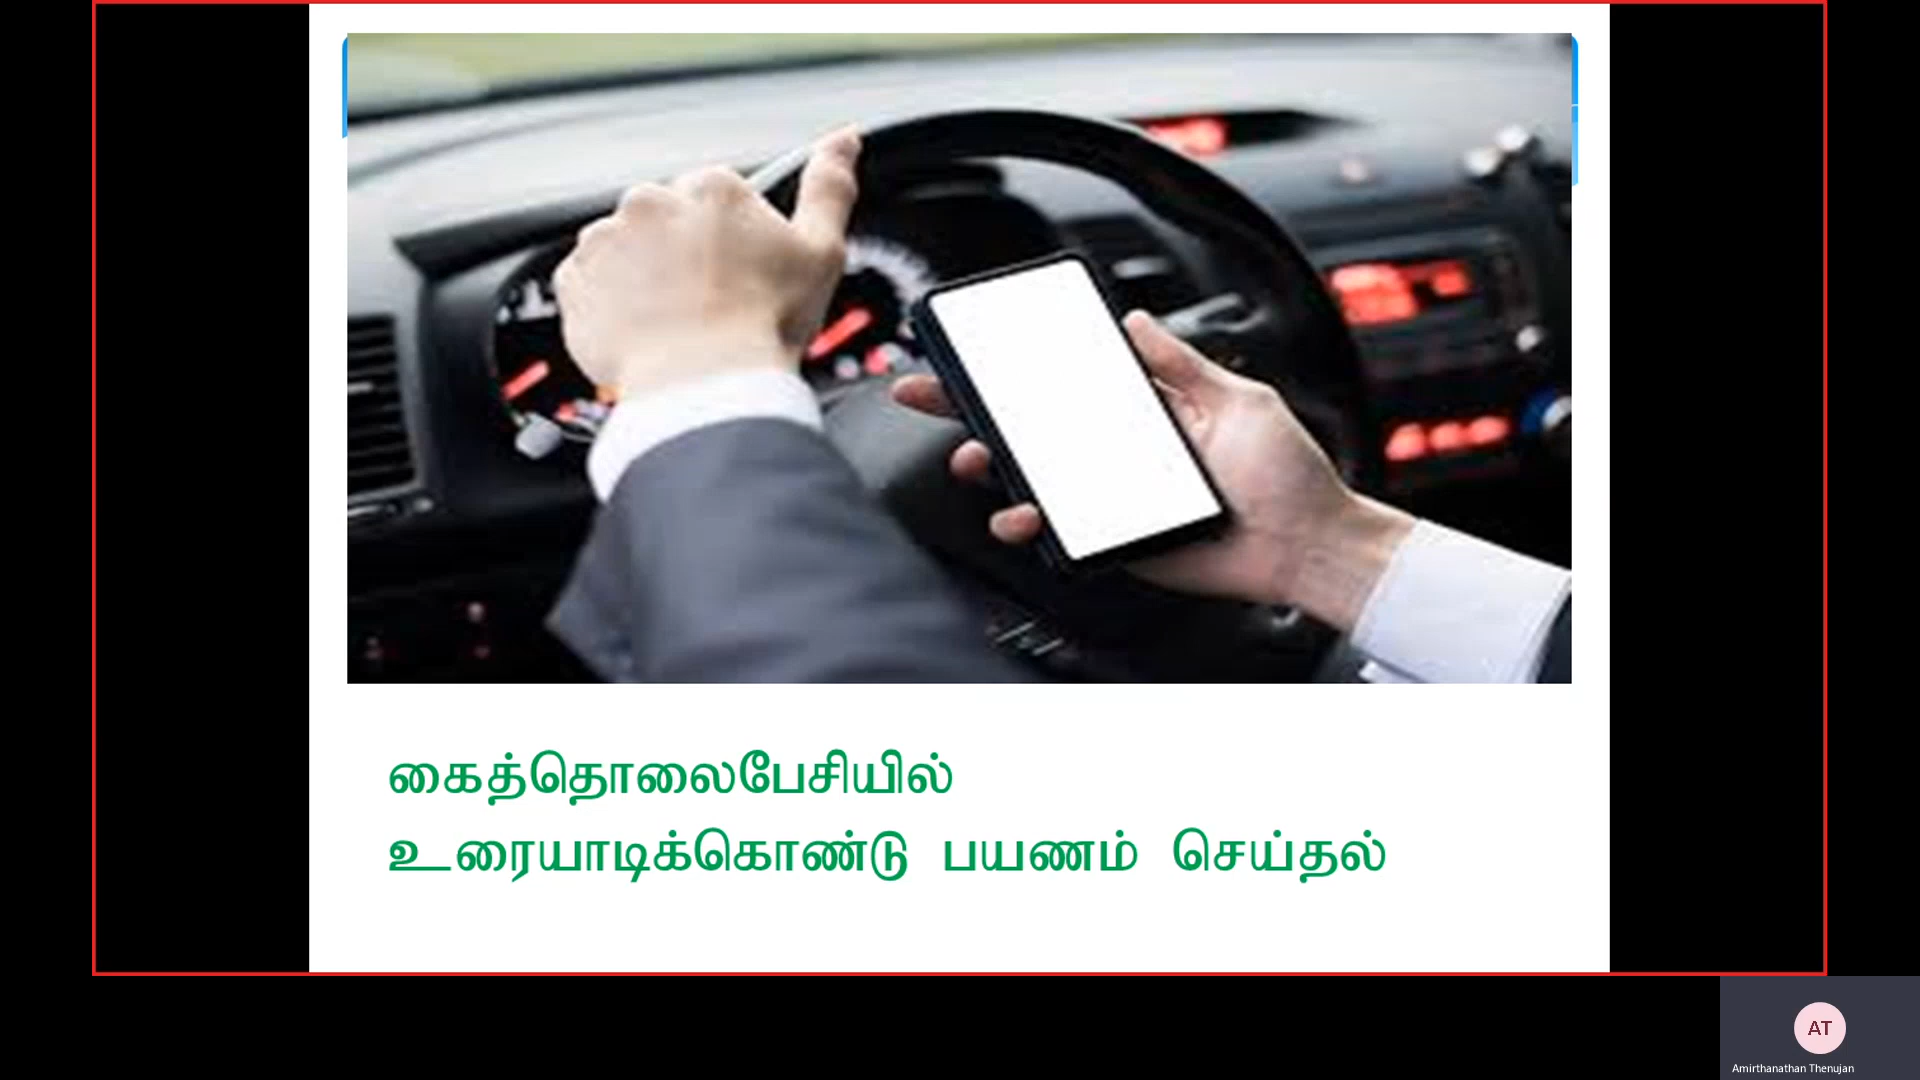 கைத்தொலைபேசியில்
உரையாடிக்கொண்டு பயணம் செய்தல்
AT
Amirthanathan Thenujan